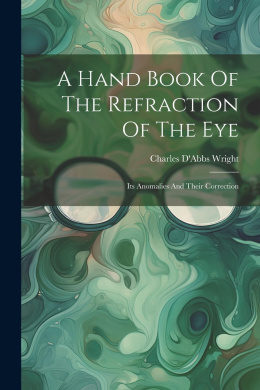 A Hand Book Of
The Refraction
Of The Eye
Charles D'Abbs Wright
Its Anomalies And Their Correction